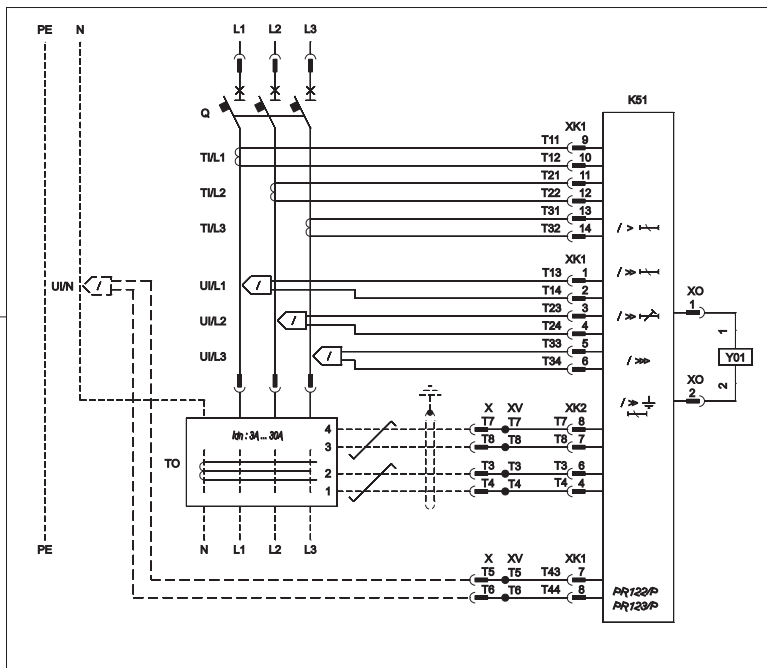 PE N L1 L2 L3
K51
Q
XK1
T11 9
TI/L1 T12 10
T21 11
TI/L2 T22 12
T31 13
TI/L3 T32 14
I >
XK1
T13 1
I >>
UI/N I UI/L1 I T14 2
XO
1
T23 3
I >>
UI/L2 I T24 4
1
T33 5
UI/L3 I T34 6
I >>>
Y01
2
XO
2
I >>
X XV XK2
Idn : 3A ... 30A 4 T7 T7 T7 8
3 T8 T8 T8 7
TO 2 T3 T3 T3 6
1 T4 T4 T4 4
PE N L1 L2 L3
X XV XK1
T5 T5 T43 7
T6 T6 T44 8
PR122/P
PR123/P